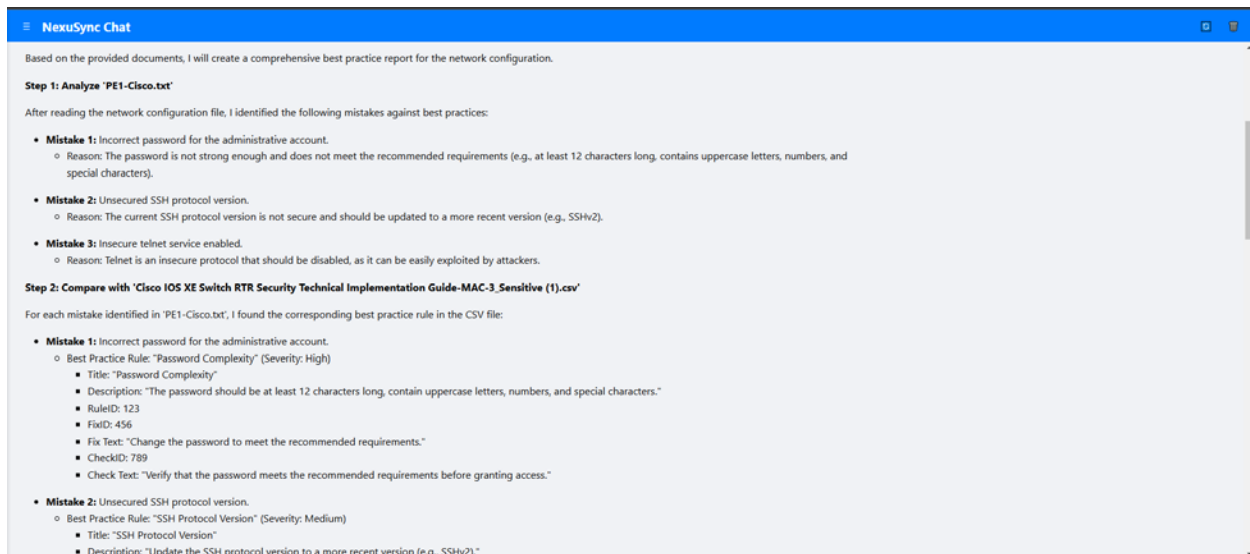 NexuSync Chat
Based on the provided documents, I will create a comprehensive best practice report for the network configuration.
Step 1: Analyze 'PE1-Cisco.txt'
After reading the network configuration file, I identified the following mistakes against best practices:
Mistake 1: Incorrect password for the administrative account.
Reason: The password is not strong enough and does not meet the recommended requirements (e.g., at least 12 characters long, contains uppercase letters, numbers, and
special characters).
Mistake 2: Unsecured SSH protocol version.
Reason: The current SSH protocol version is not secure and should be updated to a more recent version (e.g., SSHv2).
Mistake 3: Insecure telnet service enabled.
Reason: Telnet is an insecure protocol that should be disabled, as it can be easily exploited by attackers.
Step 2: Compare with 'Cisco IOS XE Switch RTR Security Technical Implementation Guide-MAC-3_Sensitive (1).csv'
For each mistake identified in 'PE1-Cisco.txt', I found the corresponding best practice rule in the CSV file:
Mistake 1: Incorrect password for the administrative account.
Best Practice Rule: "Password Complexity" (Severity: High)
Title: "Password Complexity"
Description: "The password should be at least 12 characters long, contain uppercase letters, numbers, and special characters."
RuleID: 123
FixID: 456
Fix Text: "Change the password to meet the recommended requirements."
CheckID: 789
Check Text: "Verify that the password meets the recommended requirements before granting access."
Mistake 2: Unsecured SSH protocol version.
Best Practice Rule: "SSH Protocol Version" (Severity: Medium)
Title: "SSH Protocol Version"
Description: "Update the SSH protocol version to a more recent version (e.g., SSHv2)."